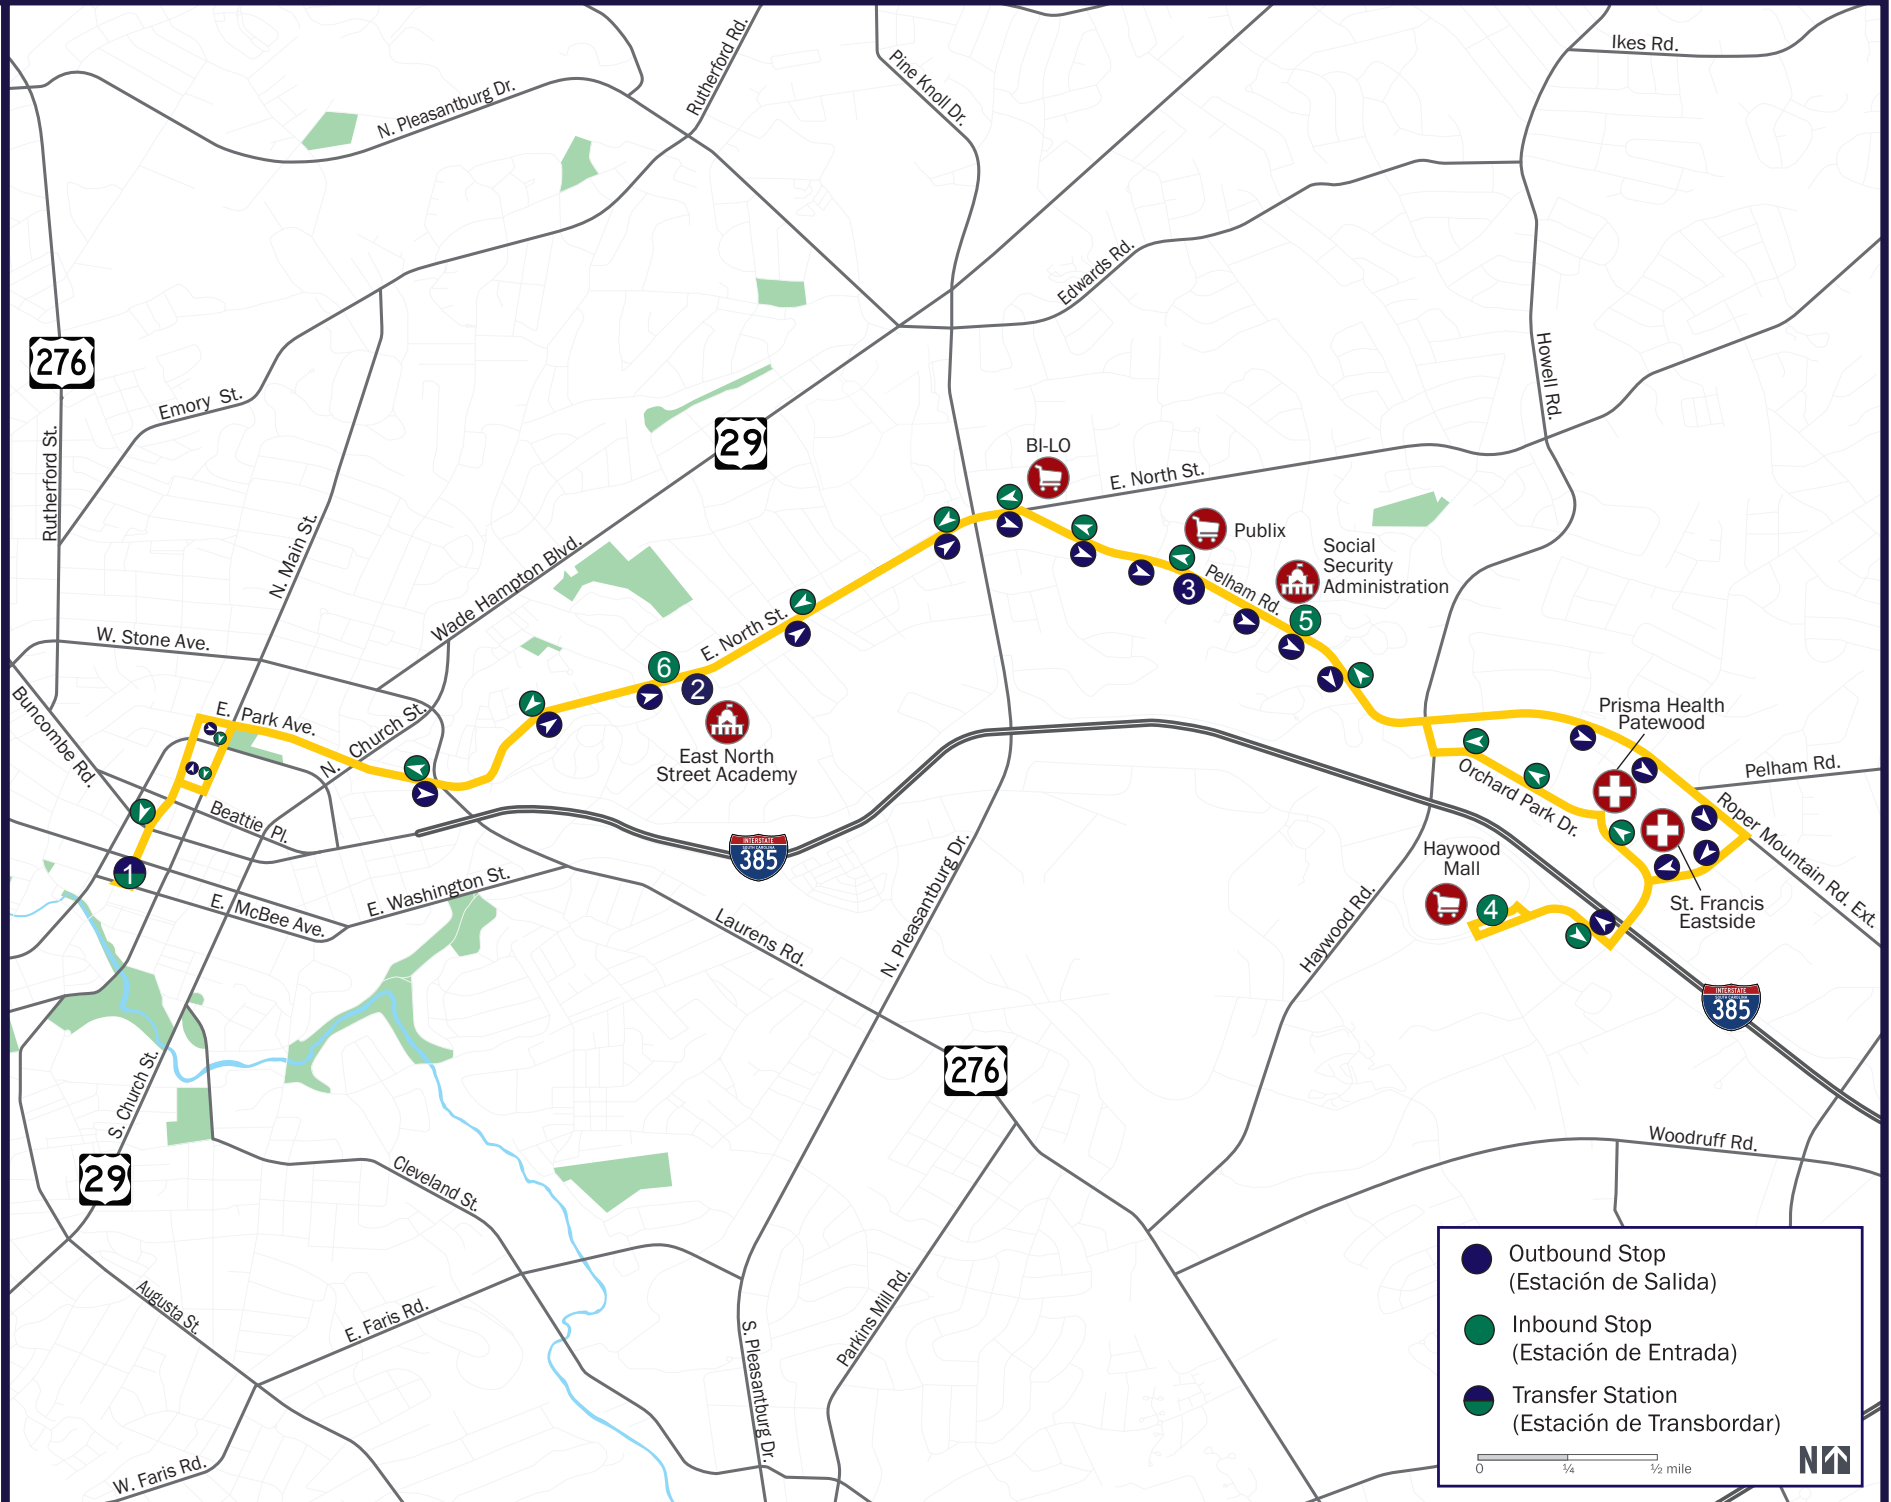 Ikes Rd.
Rutherford Rd.
Pine Knoll Dr.
N. Pleasantburg Dr.
Edwards Rd.
276
Howell Rd.
Emory St.
29
Rutherford St.
BI-LO
E. North St.
N. Main St.
Publix
Social
Security
Administration
Wade Hampton Blvd.
3
Pelham Rd.
5
W. Stone Ave.
E. North St.
6
2
Buncombe Rd.
E. Park Ave.
N. Church St.
East North
Street Academy
Prisma Health
Patewood
Pelham Rd.
Orchard Park Dr.
Roper Mountain Rd. Ext.
Beattie Pl.
INTERSTATE
SOUTH CAROLINA
385
Haywood
Mall
1
4
E. McBee Ave.
E. Washington St.
Laurens Rd.
N. Pleasantburg Dr.
Haywood Rd.
St. Francis
Eastside
INTERSTATE
SOUTH CAROLINA
385
276
S. Church St.
29
Cleveland St.
Woodruff Rd.
Augusta St.
E. Faris Rd.
Parkins Mill Rd.
S. Pleasantburg Dr.
W. Faris Rd.
Outbound Stop
(Estación de Salida)
Inbound Stop
(Estación de Entrada)
Transfer Station
(Estación de Transbordar)
0 ¼ ½ mile
N